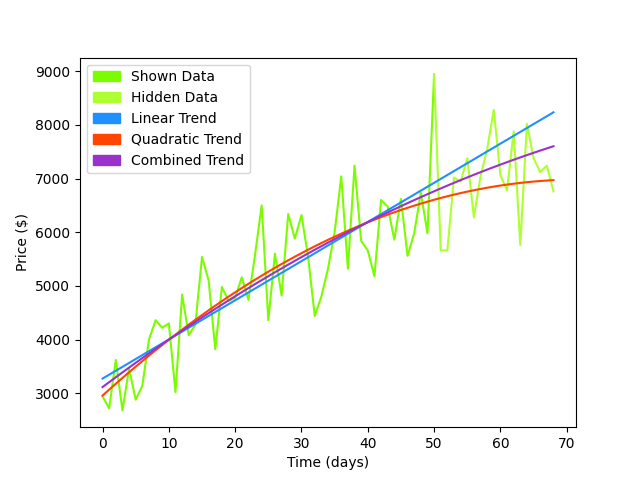 9000
8000
7000
6000
5000
4000
3000
Price ($)
Shown Data
Hidden Data
Linear Trend
Quadratic Trend
Combined Trend
0 10 20 30 40 50 60 70
Time (days)